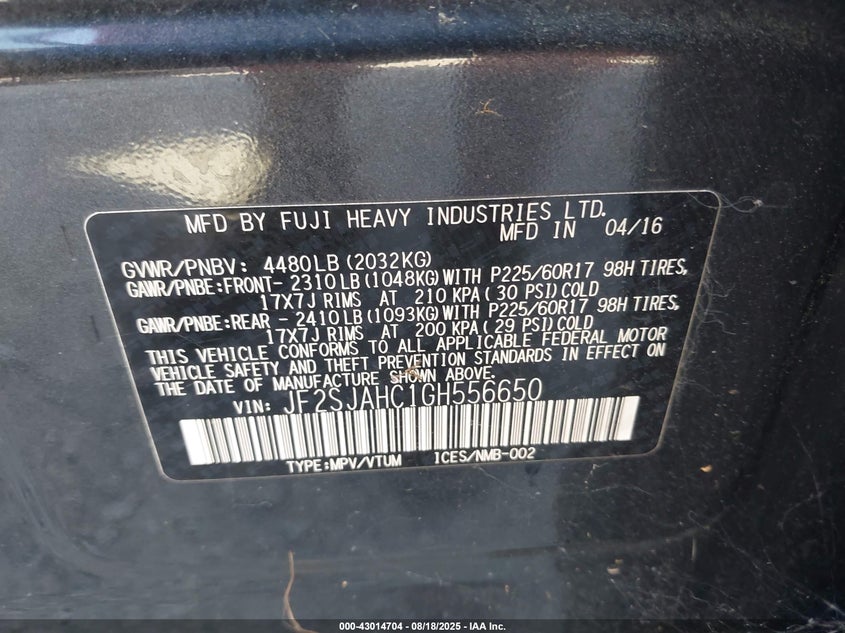 MFD BY FUJI HEAVY INDUSTRIES LTD.
MFD IN 04/16
GVWR/PNBV: 4480LB (2032KG)
GAWR/PNBE:FRONT- 2310LB (1048KG) WITH P225/60R17 98H TIRES,
17X7J RIMS AT 210 KPA (30 PSI) COLD
GAWR/PNBE:REAR - 2410LB (1093KG) WITH P225/60R17 98H TIRES,
17X7J RIMS AT 200 KPA (29 PSI) COLD
THIS VEHICLE CONFORMS TO ALL APPLICABLE FEDERAL MOTOR
VEHICLE SAFETY AND THEFT PREVENTION STANDARDS IN EFFECT ON
THE DATE OF MANUFACTURE SHOWN ABOVE.
VIN: JF2SJAHC1GH556650
TYPE:MPV/VTUM ICES/NMB-002
000-43014704 - 08/18/2025 - IAA Inc.